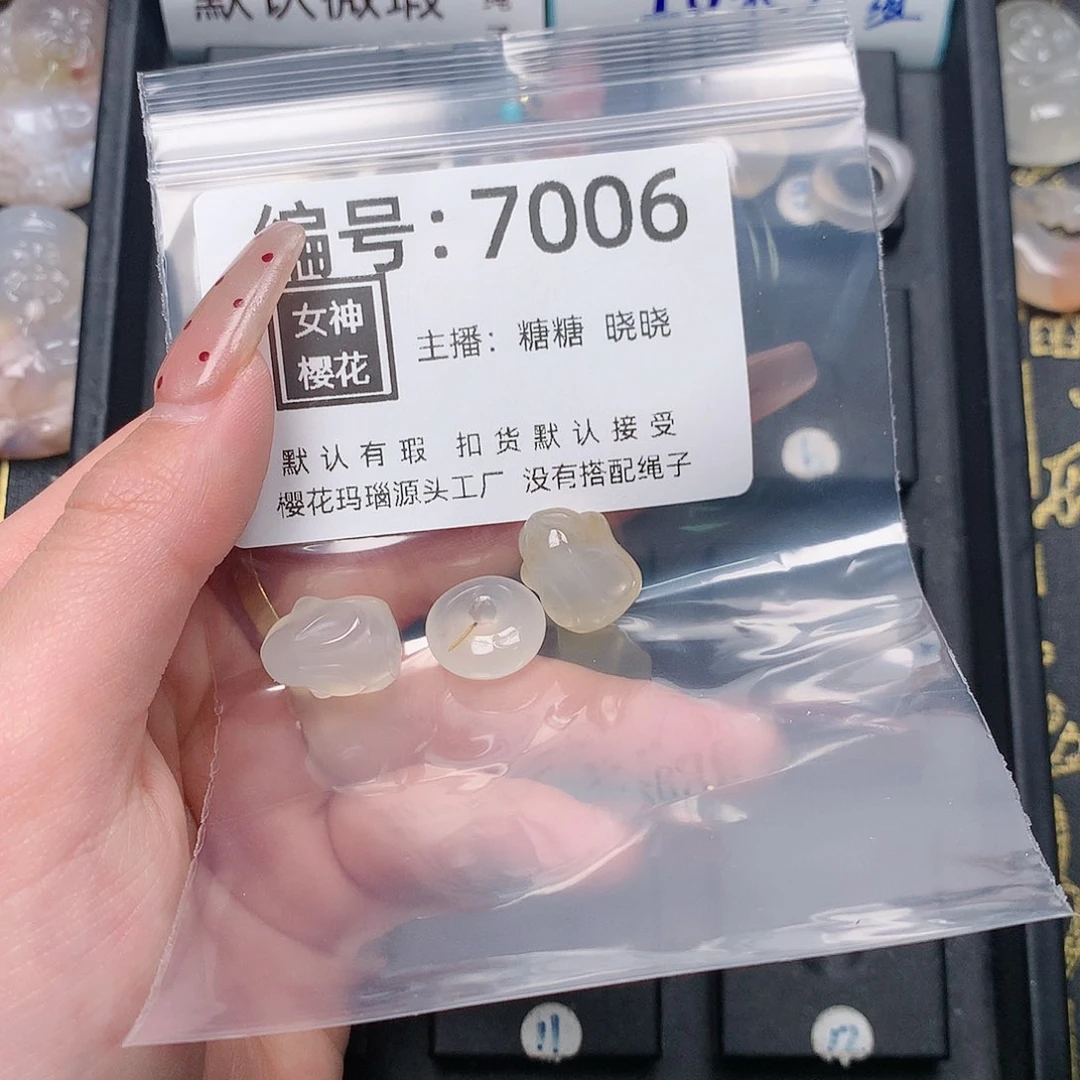 默认微瑕
编号：7006
女神
樱花
主播：糖糖 晓晓
默认有瑕 扣货默认接受
樱花玛瑙源头工厂 没有搭配绳子
11
12